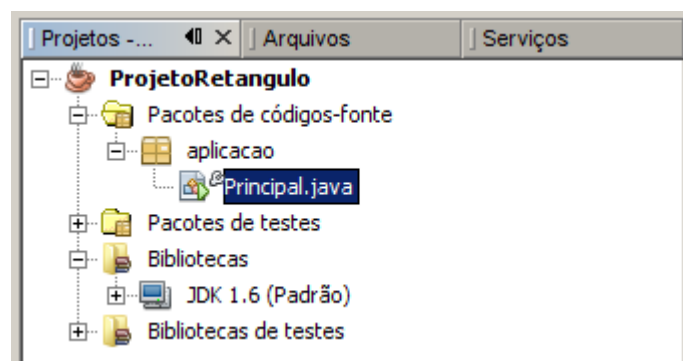 Projetos -... Arquivos Serviços
ProjetoRetangulo
Pacotes de códigos-fonte
aplicacao
Principal.java
Pacotes de testes
Bibliotecas
JDK 1.6 (Padrão)
Bibliotecas de testes